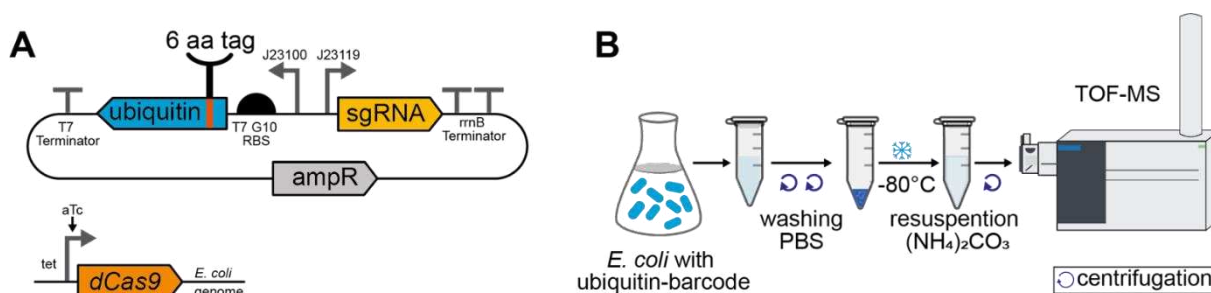 A
6 aa tag
J23100
J23119
ubiquitin
sgRNA
T7
Terminator
T7 G10
RBS
rrnB
Terminator
ampR
aTc
tet
dCas9
E. coli
genome
B
TOF-MS
-80°C
washing
PBS
resuspention
(NH₄)₂CO₃
E. coli with
ubiquitin-barcode
centrifugation